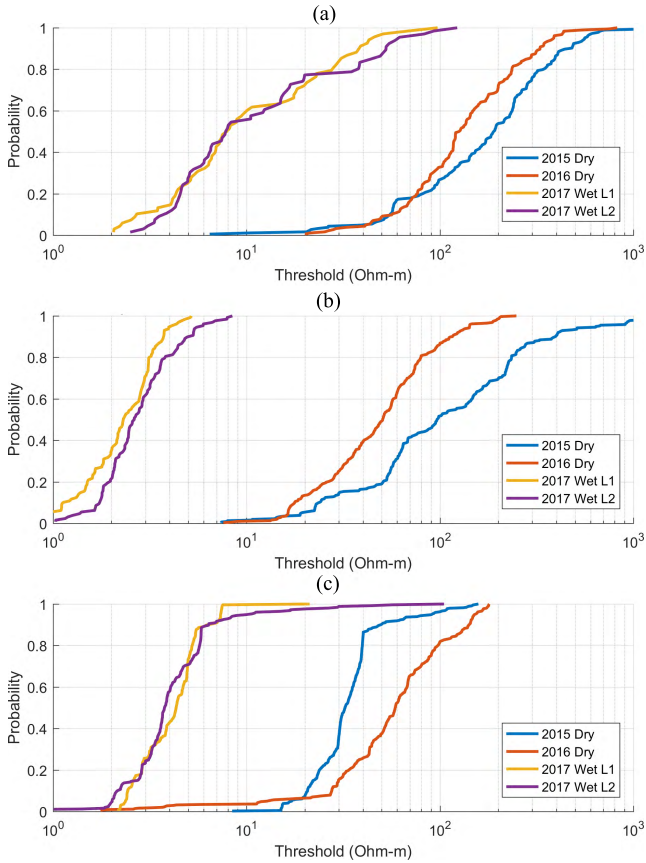 (a)
1
0.8
0.6
0.4
0.2
0
Probability
2015 Dry
2016 Dry
2017 Wet L1
2017 Wet L2
10^0 10^1 10^2 10^3
Threshold (Ohm-m)
(b)
1
0.8
0.6
0.4
0.2
0
Probability
2015 Dry
2016 Dry
2017 Wet L1
2017 Wet L2
10^0 10^1 10^2 10^3
Threshold (Ohm-m)
(c)
1
0.8
0.6
0.4
0.2
0
Probability
2015 Dry
2016 Dry
2017 Wet L1
2017 Wet L2
10^0 10^1 10^2 10^3
Threshold (Ohm-m)